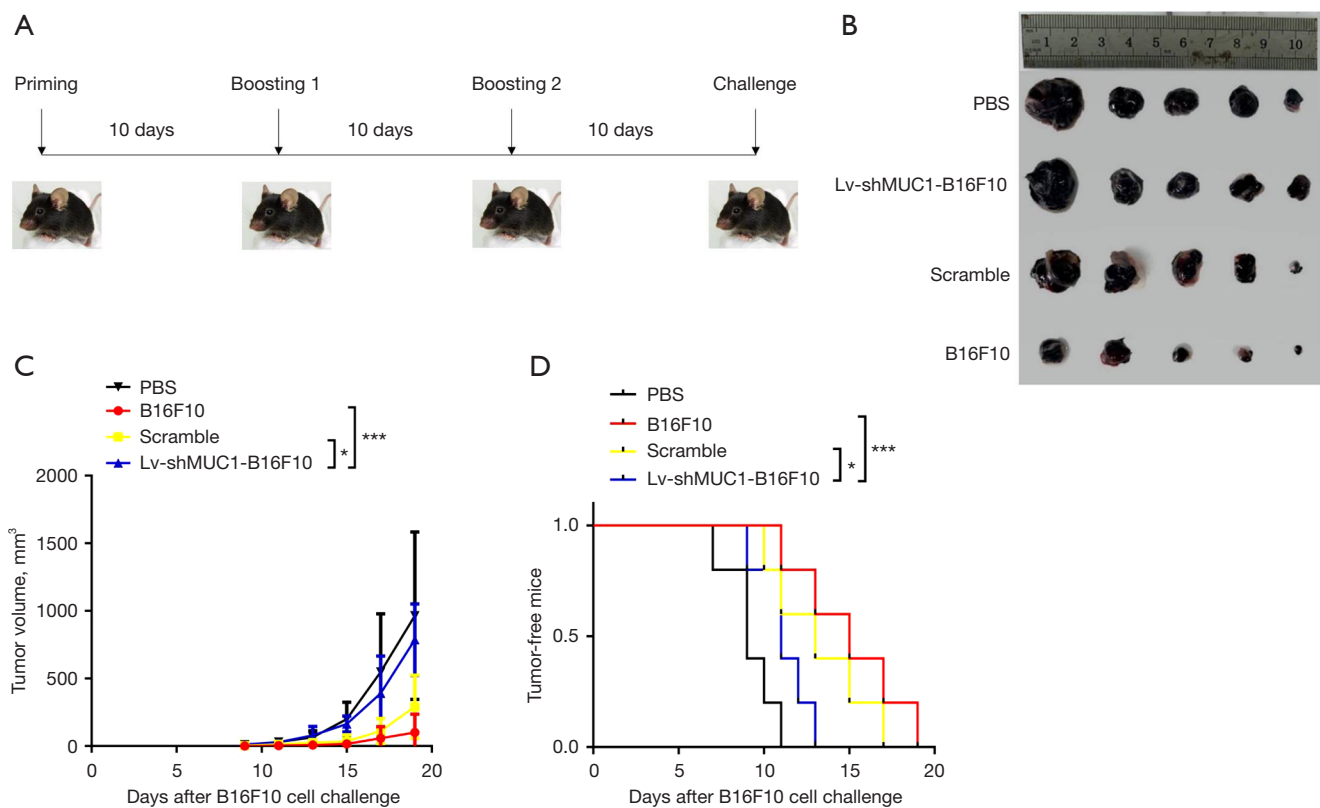 A
Priming
Boosting 1
Boosting 2
Challenge
10 days
10 days
10 days
B
1 2 3 4 5 6 7 8 9 10
PBS
Lv-shMUC1-B16F10
Scramble
B16F10
C
PBS
B16F10
Scramble
Lv-shMUC1-B16F10
*
***
Tumor volume, mm³
2000
1500
1000
500
0
0 5 10 15 20
Days after B16F10 cell challenge
D
PBS
B16F10
Scramble
Lv-shMUC1-B16F10
*
***
Tumor-free mice
1.0
0.5
0.0
0 5 10 15 20
Days after B16F10 cell challenge